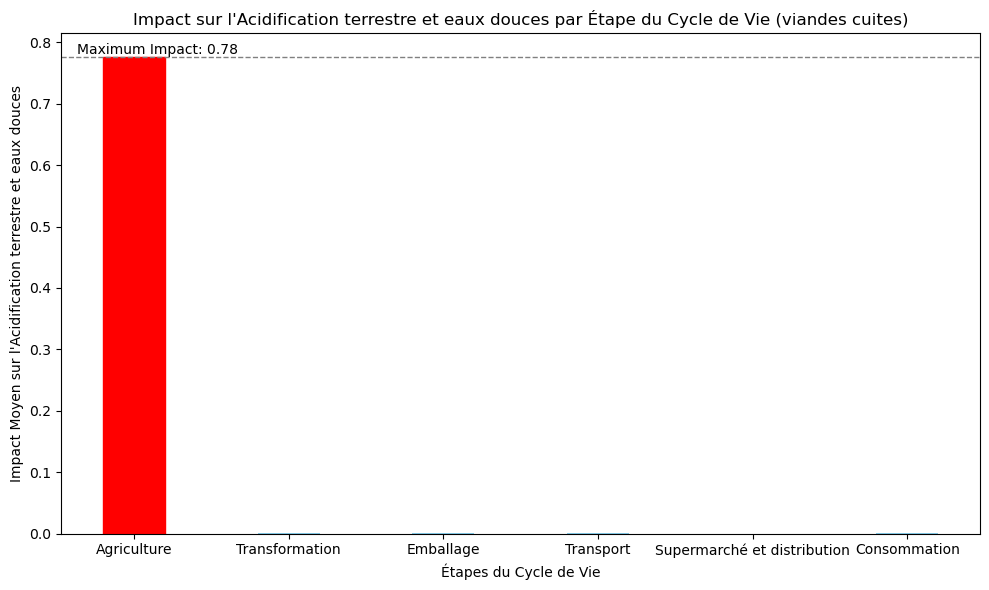 Impact sur l'Acidification terrestre et eaux douces par Étape du Cycle de Vie (viandes cuites)
Maximum Impact: 0.78
Impact Moyen sur l'Acidification terrestre et eaux douces
0.8
0.7
0.6
0.5
0.4
0.3
0.2
0.1
0.0
Agriculture Transformation Emballage Transport Supermarché et distribution Consommation
Étapes du Cycle de Vie